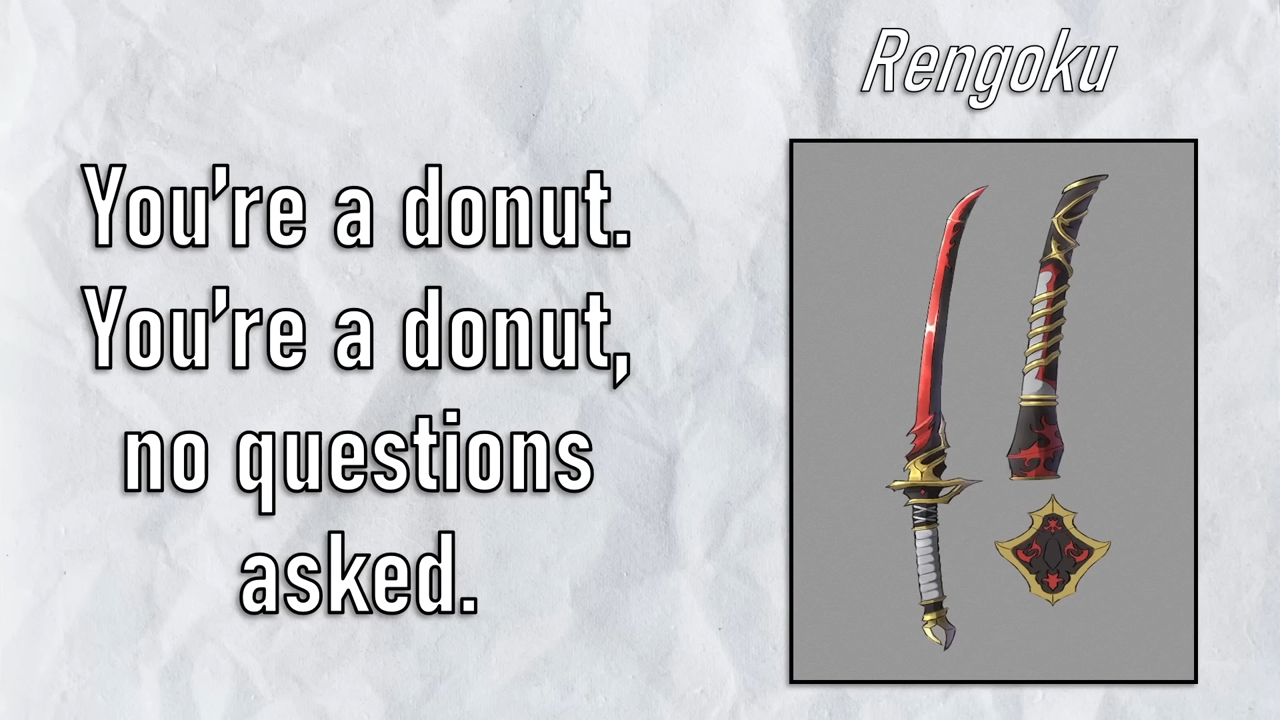 Rengoku
You're a donut.
You're a donut,
no questions
asked.